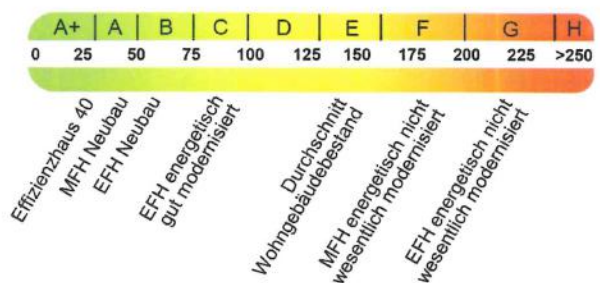 A+ A B C D E F G H
0 25 50 75 100 125 150 175 200 225 >250
Effizienzhaus 40
MFH Neubau
EFH Neubau
EFH energetisch
gut modernisiert
Durchschnitt
Wohngebäudebestand
MFH energetisch nicht
wesentlich modernisiert
EFH energetisch nicht
wesentlich modernisiert